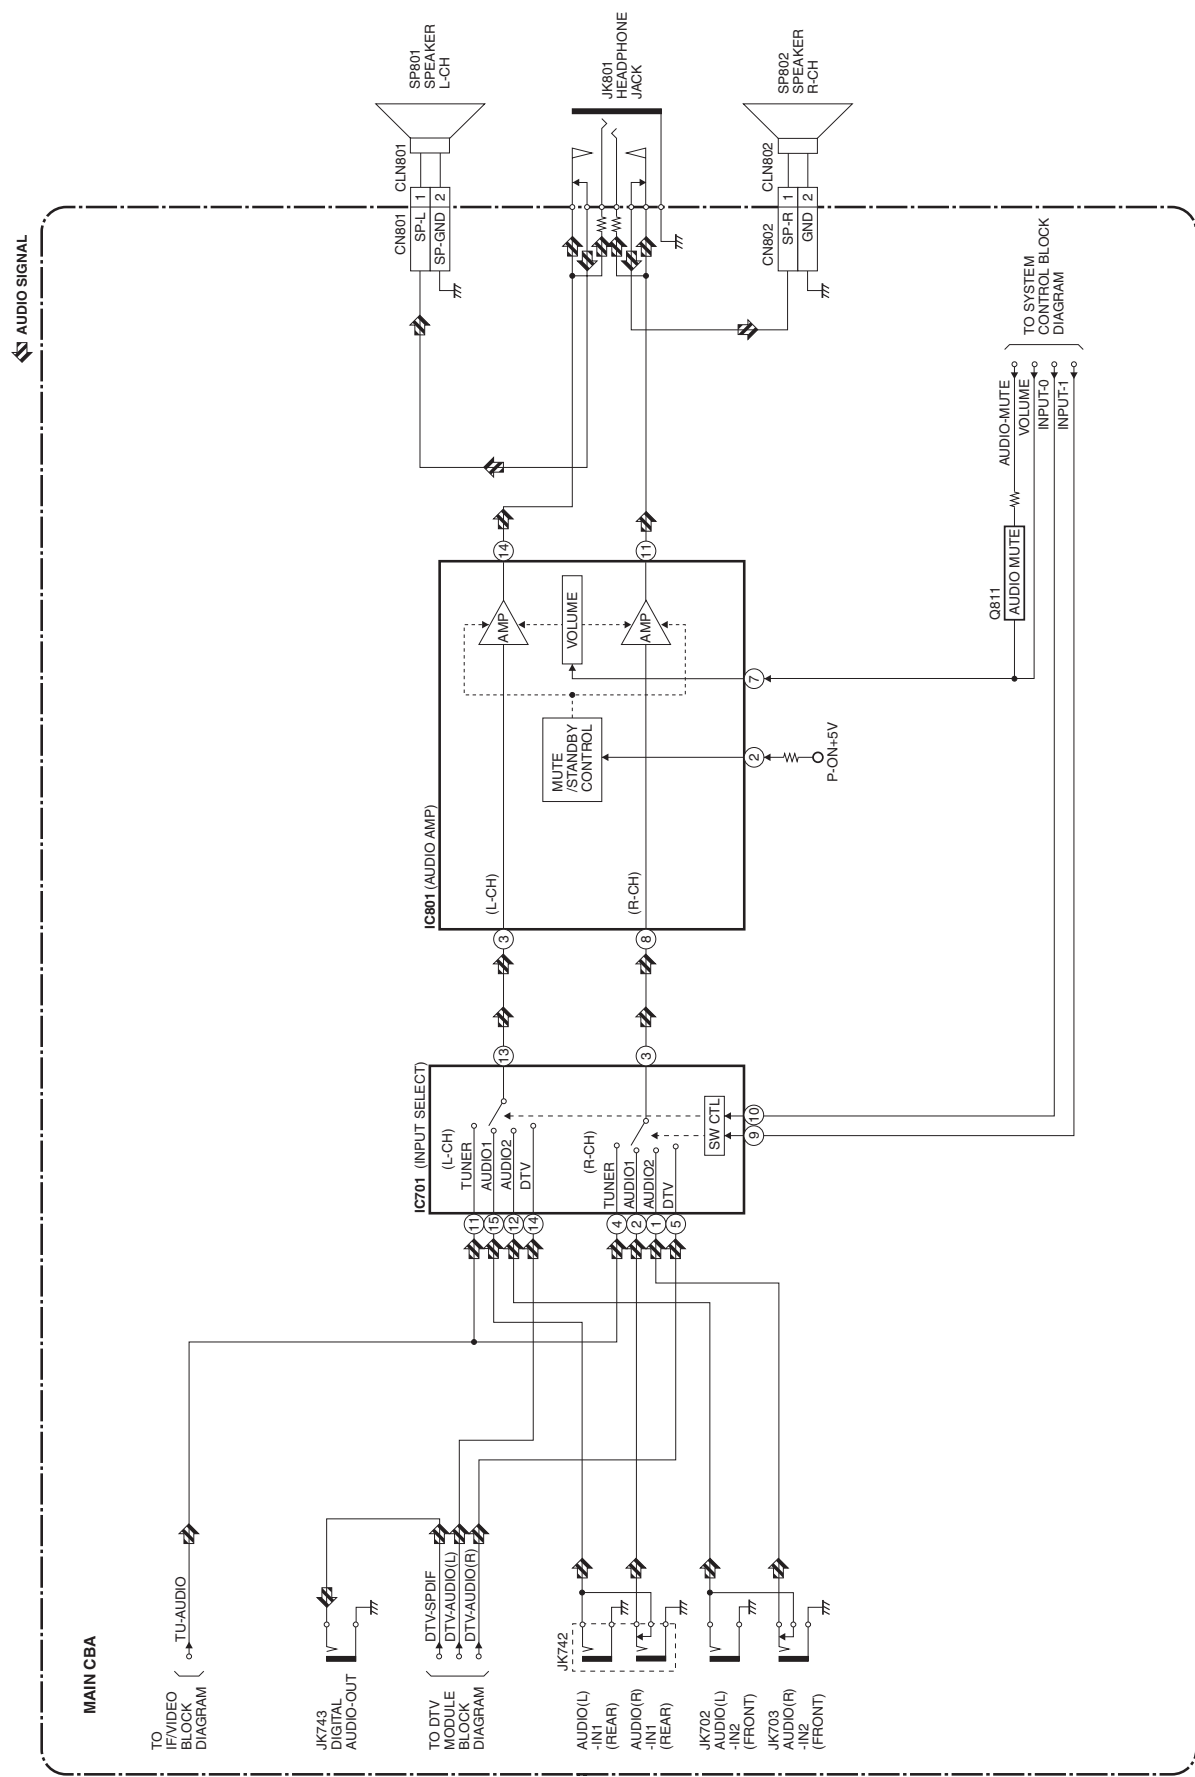 AUDIO SIGNAL
MAIN CBA
TO
IF/VIDEO
BLOCK
DIAGRAM
TU-AUDIO
JK743
DIGITAL
AUDIO-OUT
TO DTV
MODULE
BLOCK
DIAGRAM
DTV-SPDIF
DTV-AUDIO(L)
DTV-AUDIO(R)
JK742
AUDIO(L)
-IN1
(REAR)
AUDIO(R)
-IN1
(REAR)
JK702
AUDIO(L)
-IN2
(FRONT)
JK703
AUDIO(R)
-IN2
(FRONT)
IC701 (INPUT SELECT)
(L-CH)
11 TUNER
15 AUDIO1
12 AUDIO2
14 DTV
(R-CH)
4 TUNER
2 AUDIO1
1 AUDIO2
5 DTV
SW CTL
9
10
13
3
IC801 (AUDIO AMP)
3
(L-CH)
8
(R-CH)
MUTE
/STANDBY
CONTROL
AMP
VOLUME
AMP
2
7
14
11
P-ON+5V
Q811
AUDIO MUTE
AUDIO-MUTE
VOLUME
INPUT-0
INPUT-1
TO SYSTEM
CONTROL BLOCK
DIAGRAM
CN801
CLN801
SP-L 1
SP-GND 2
SP801
SPEAKER
L-CH
JK801
HEADPHONE
JACK
CN802
CLN802
SP-R 1
GND 2
SP802
SPEAKER
R-CH